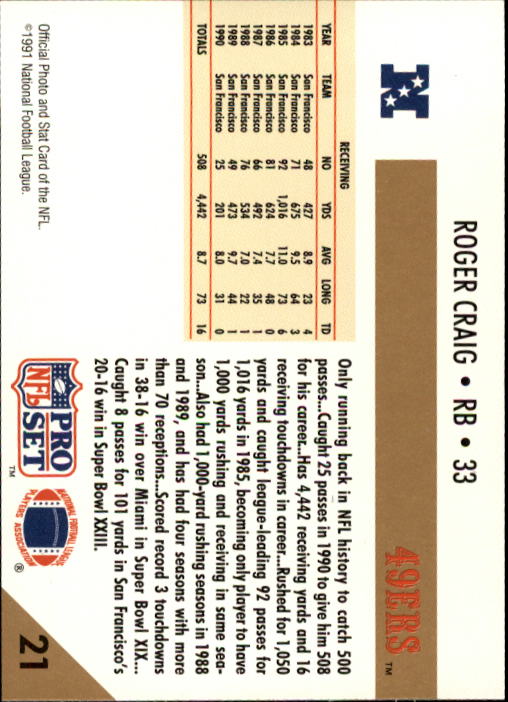 ROGER CRAIG • RB • 33
49ERS™
RECEIVING
YEAR TEAM NO YDS AVG LONG TD
1983 San Francisco 48 427 8.9 23 4
1984 San Francisco 71 675 9.5 64 3
1985 San Francisco 92 1,016 11.0 73 6
1986 San Francisco 81 624 7.7 48 0
1987 San Francisco 66 492 7.4 35 1
1988 San Francisco 76 534 7.0 22 1
1989 San Francisco 49 473 9.7 44 1
1990 San Francisco 25 201 8.0 31 0
TOTALS 508 4,442 8.7 73 16
Official Photo and Stat Card of the NFL.
©1991 National Football League.
Only running back in NFL history to catch 500
passes...Caught 25 passes in 1990 to give him 508
for his career...Has 4,442 receiving yards and 16
receiving touchdowns in career...Rushed for 1,050
yards and caught league-leading 92 passes for
1,016 yards in 1985, becoming only player to have
1,000 yards rushing and receiving in same sea-
son...Also had 1,000-yard rushing seasons in 1988
and 1989, and has had four seasons with more
than 70 receptions...Scored record 3 touchdowns
in 38-16 win over Miami in Super Bowl XIX...
Caught 8 passes for 101 yards in San Francisco's
20-16 win in Super Bowl XXIII.
PRO
NFL SET™
NATIONAL FOOTBALL LEAGUE
PLAYERS ASSOCIATION®
21